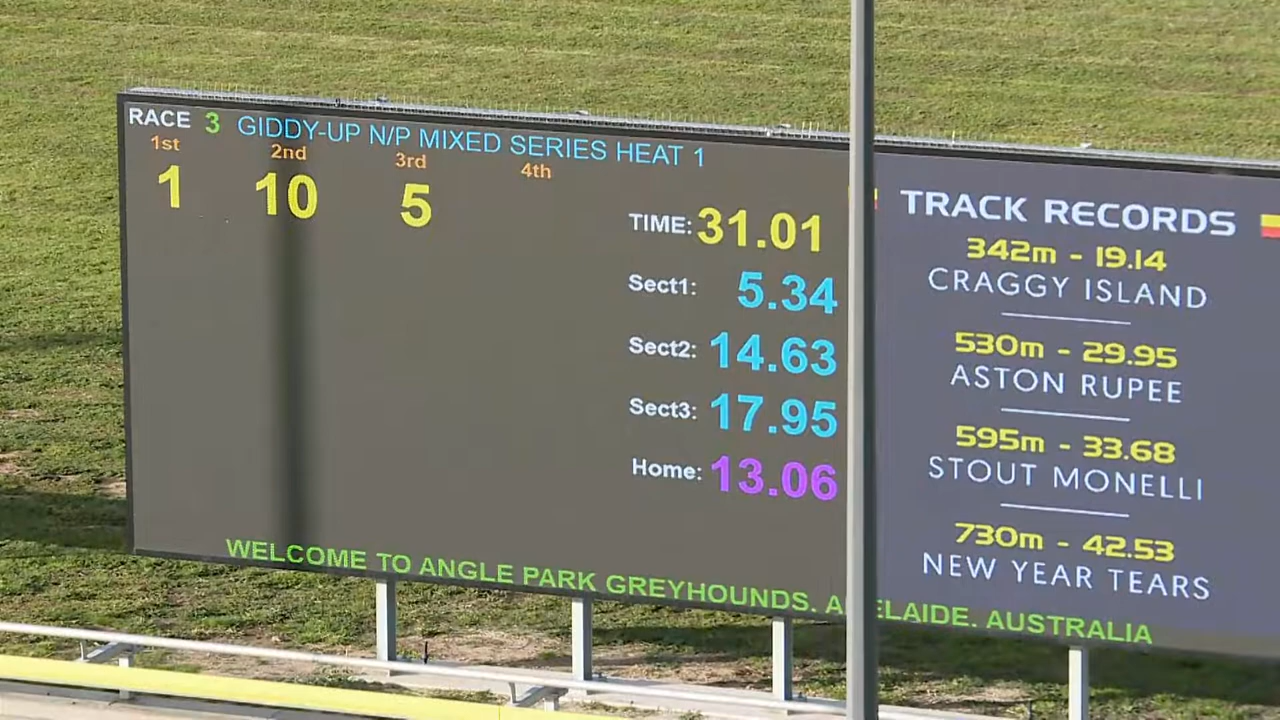 RACE 3 GIDDY-UP N/P MIXED SERIES HEAT 1
1st 2nd 3rd 4th
1 10 5
TIME: 31.01
Sect1: 5.34
Sect2: 14.63
Sect3: 17.95
Home: 13.06
TRACK RECORDS
342m - 19.14
CRAGGY ISLAND
530m - 29.95
ASTON RUPEE
595m - 33.68
STOUT MONELLI
730m - 42.53
NEW YEAR TEARS
WELCOME TO ANGLE PARK GREYHOUNDS. ADELAIDE. AUSTRALIA